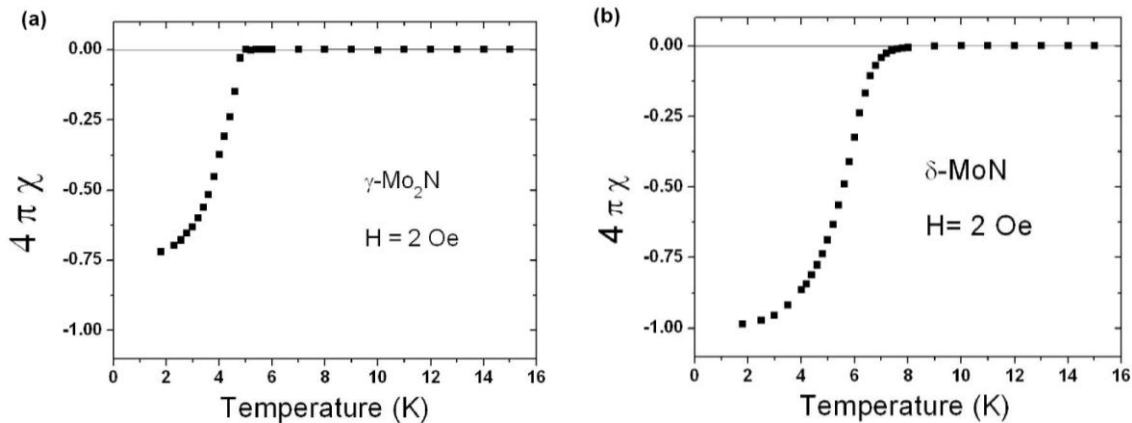 (a)
0.00
-0.25
-0.50
-0.75
-1.00
4 π χ
γ-Mo₂N
H = 2 Oe
0 2 4 6 8 10 12 14 16
Temperature (K)
(b)
0.00
-0.25
-0.50
-0.75
-1.00
4 π χ
δ-MoN
H= 2 Oe
0 2 4 6 8 10 12 14 16
Temperature (K)